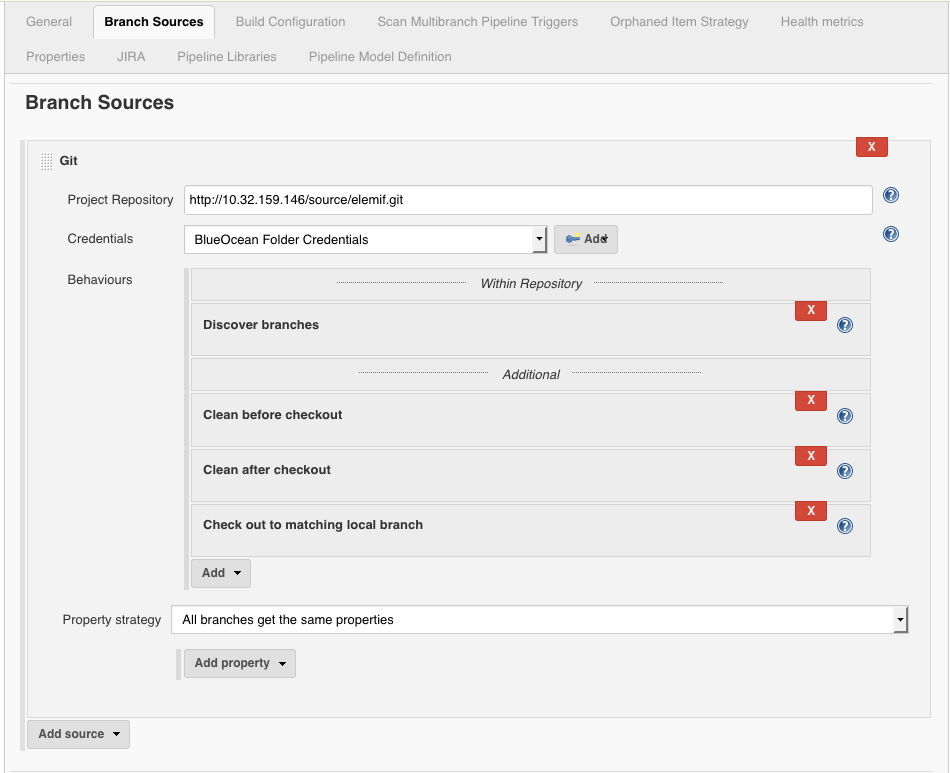 General Branch Sources Build Configuration Scan Multibranch Pipeline Triggers Orphaned Item Strategy Health metrics
Properties JIRA Pipeline Libraries Pipeline Model Definition
Branch Sources
X
Git
Project Repository http://10.32.159.146/source/elemif.git ?
Credentials BlueOcean Folder Credentials Add ?
Behaviours Within Repository
X
Discover branches ?
Additional
X
Clean before checkout ?
X
Clean after checkout ?
X
Check out to matching local branch ?
Add
Property strategy All branches get the same properties
Add property
Add source